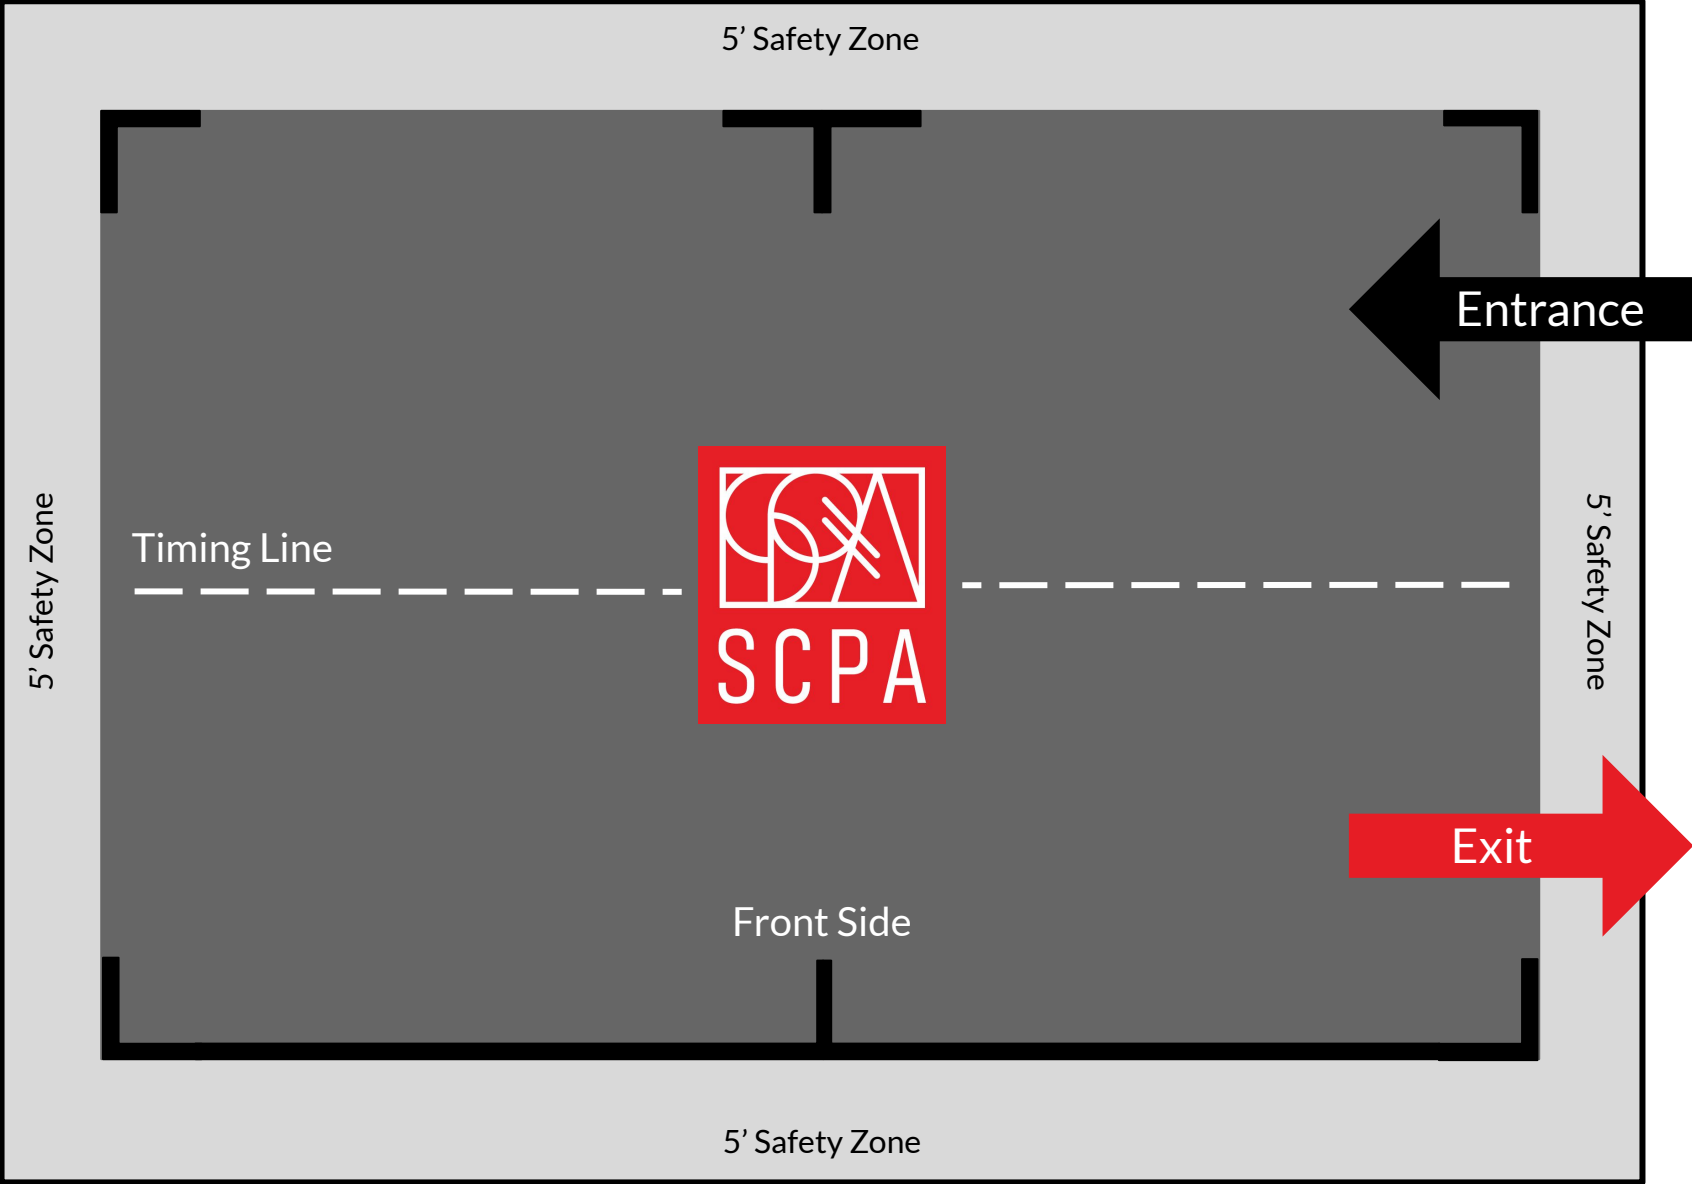 5’ Safety Zone
Entrance
5’ Safety Zone
Timing Line
SCPA
5’ Safety Zone
Exit
Front Side
5’ Safety Zone